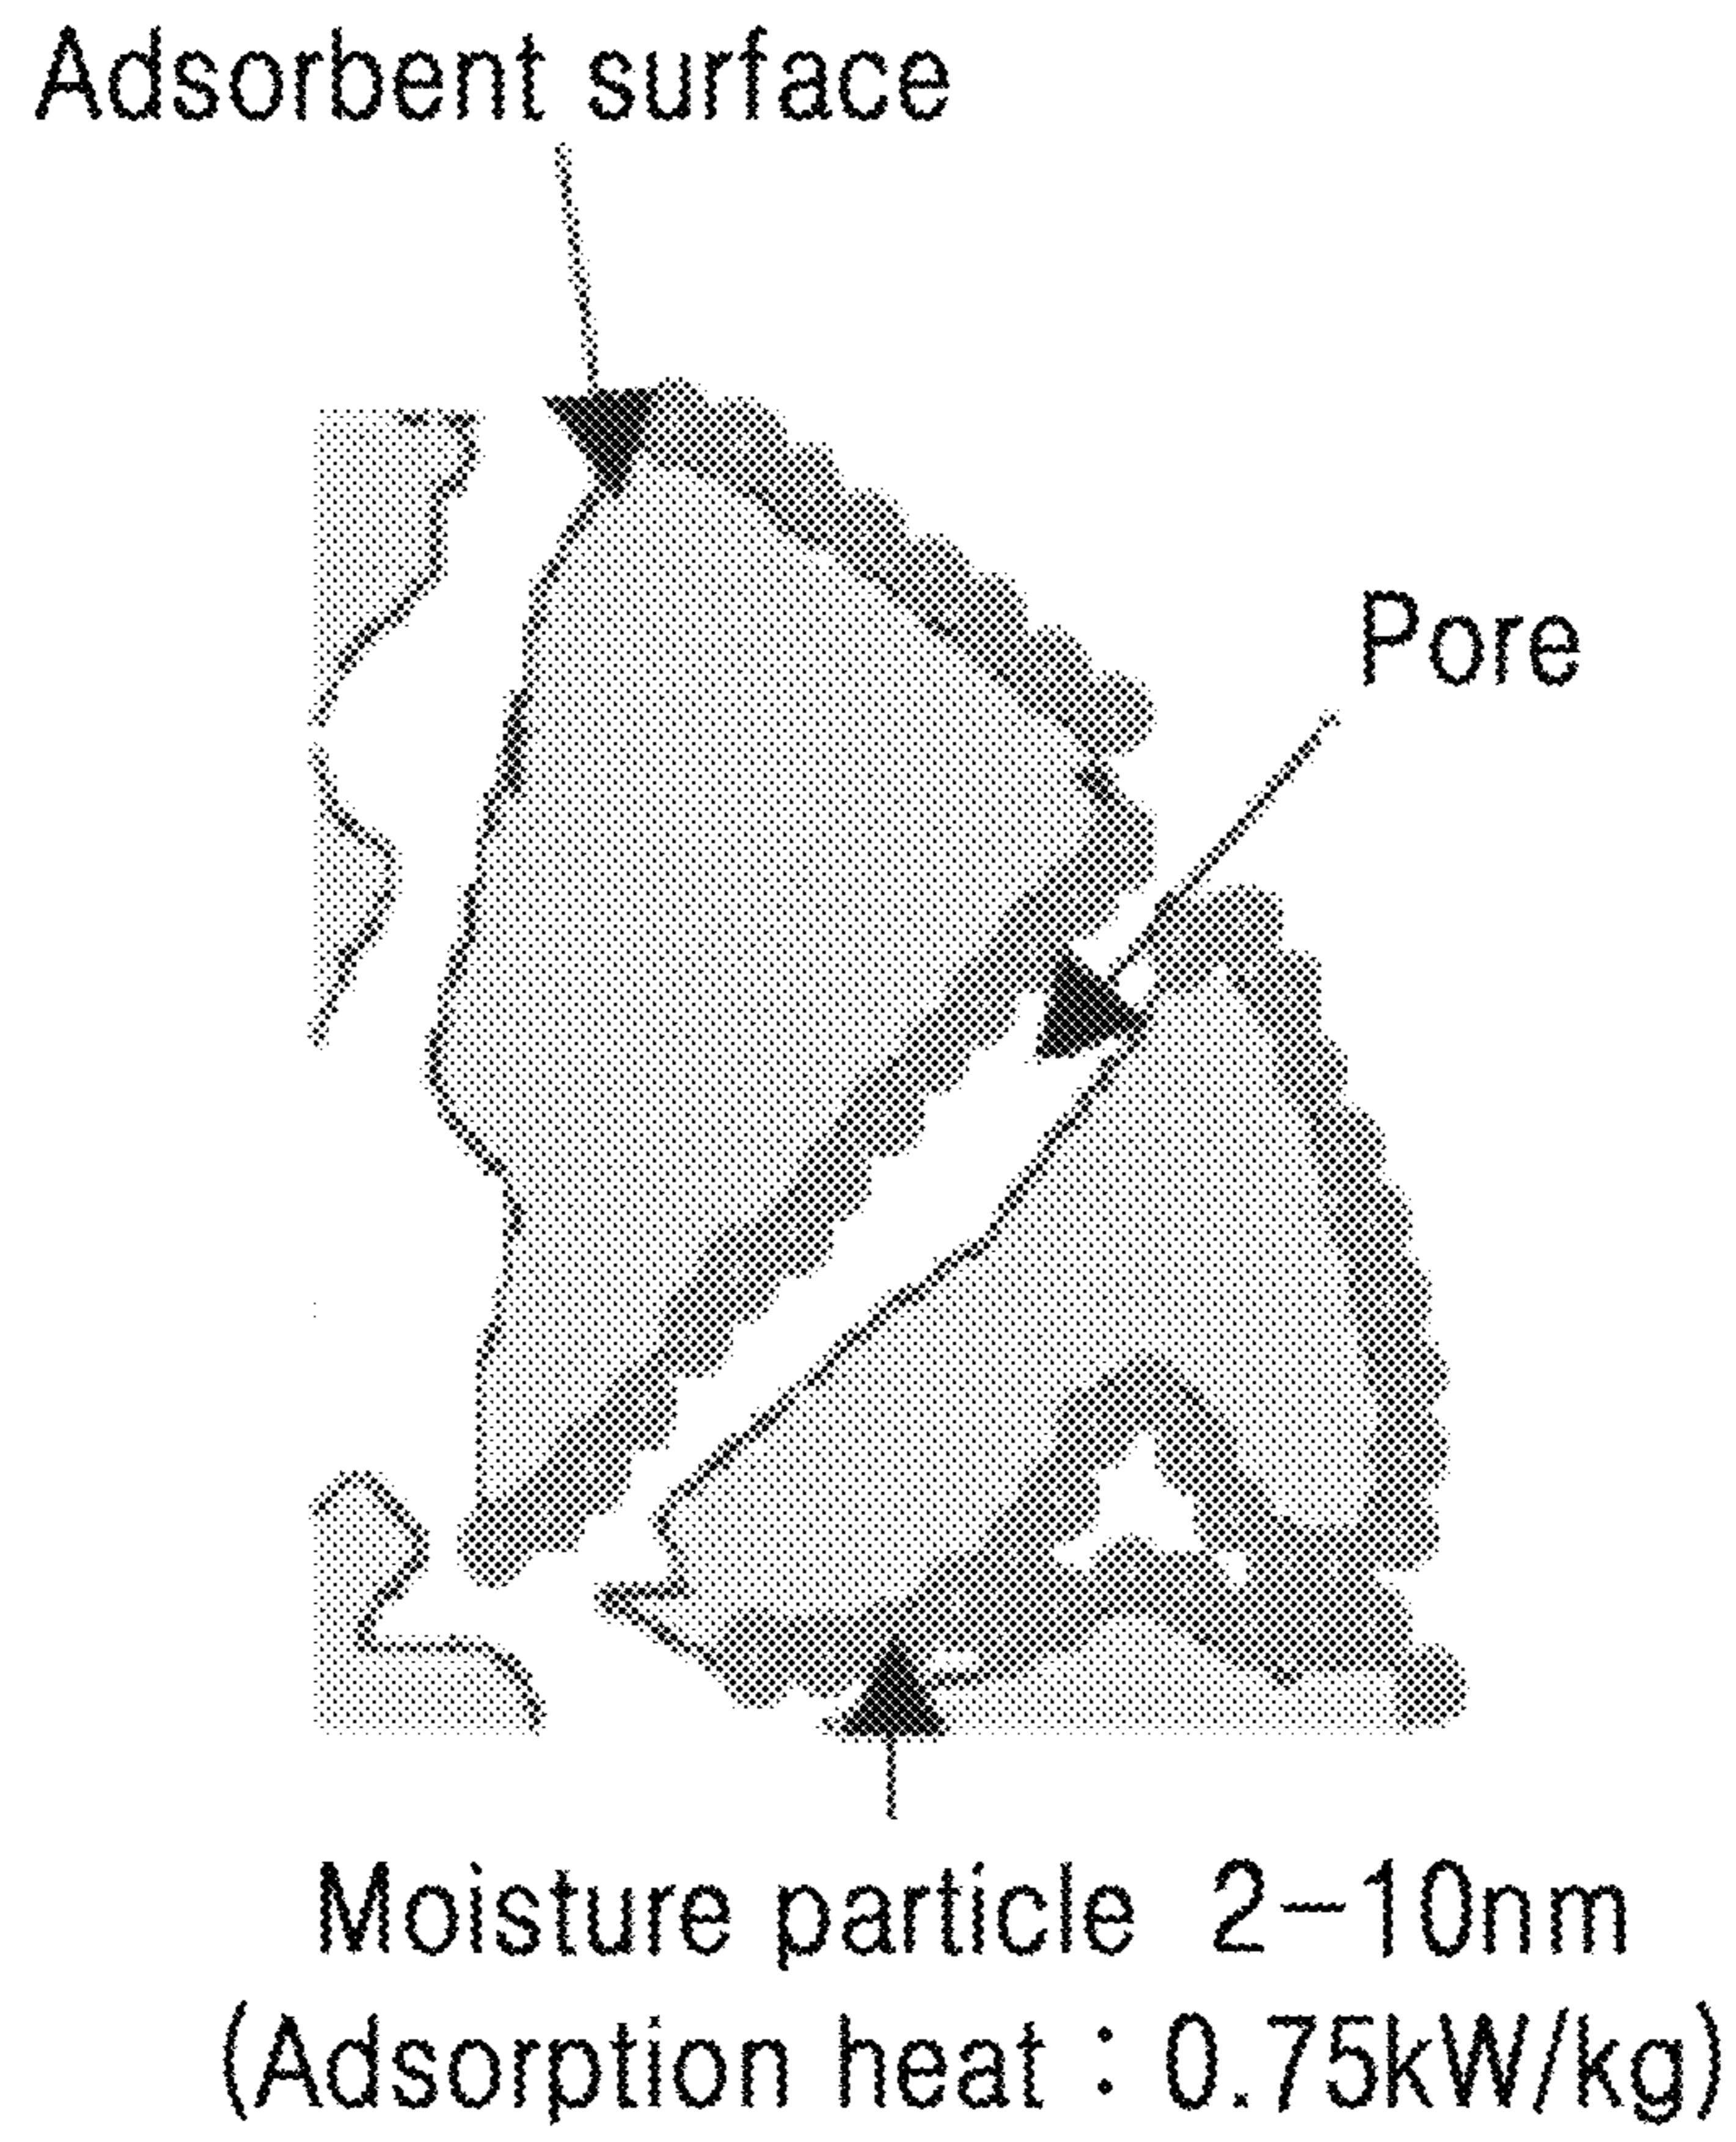 Adsorbent surface
Pore
Moisture particle 2-10nm
(Adsorption heat : 0.75kW/kg)